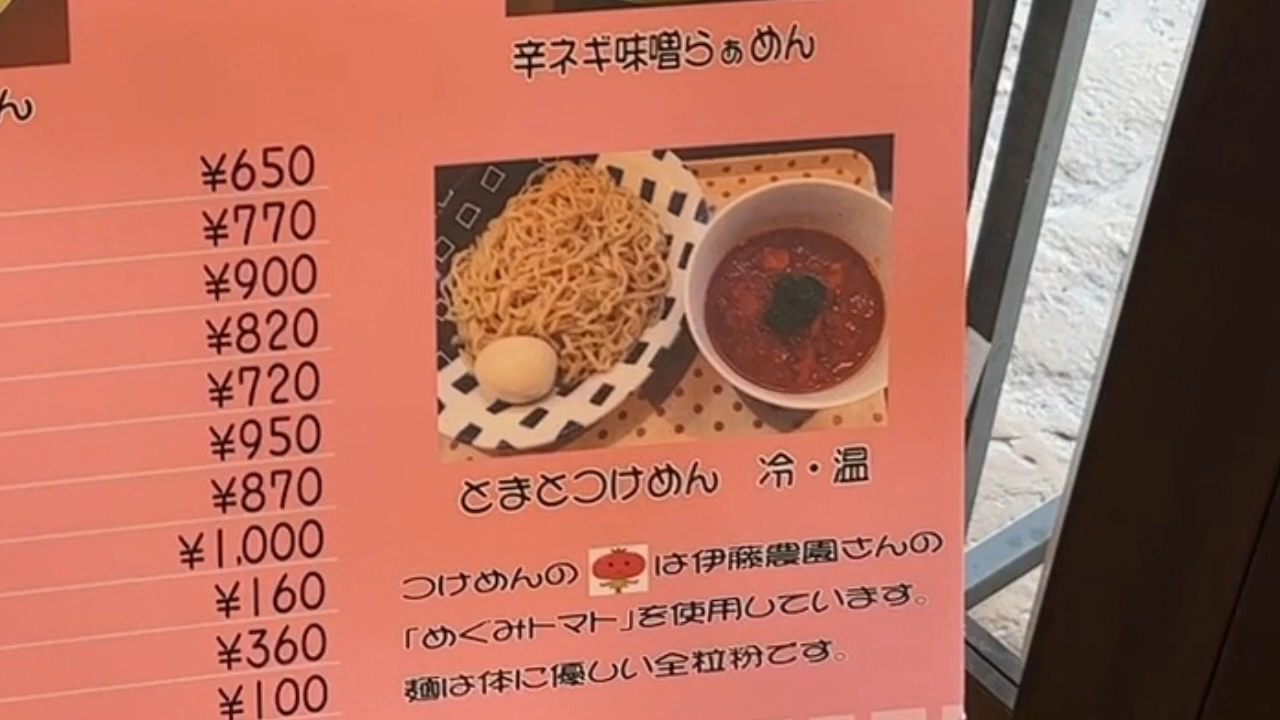 辛ネギ味噌らぁめん
ん
¥650
¥770
¥900
¥820
¥720
¥950
¥870
¥1,000
¥160
¥360
¥100
とまとつけめん 冷・温
つけめんの は伊藤農園さんの
「めぐみトマト」を使用しています。
麺は体に優しい全粒粉です。